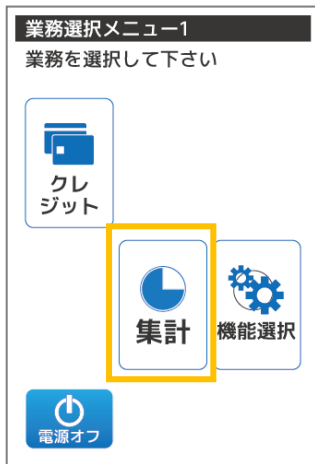 業務選択メニュー1
業務を選択して下さい
クレ
ジット
集計
機能選択
電源オフ